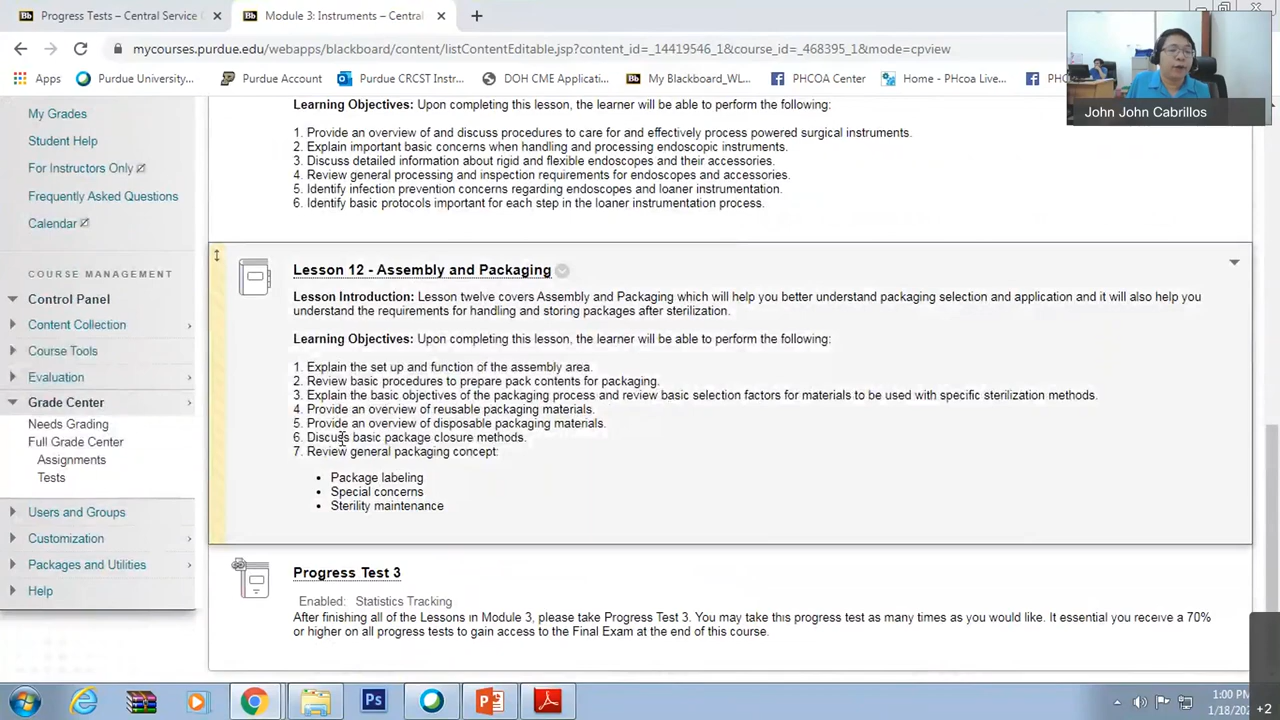 Progress Tests – Central Service
Module 3: Instruments – Central
mycourses.purdue.edu/webapps/blackboard/content/listContentEditable.jsp?content_id=_14419546_1&course_id=_468395_1&mode=cpview
Apps
Purdue University...
Purdue Account
Purdue CRCST Instr...
DOH CME Applicati...
My Blackboard_WL...
PHCOA Center
Home - PHcoa Live...
John John Cabrillos
My Grades
Student Help
For Instructors Only
Frequently Asked Questions
Calendar
COURSE MANAGEMENT
Control Panel
Content Collection
Course Tools
Evaluation
Grade Center
Needs Grading
Full Grade Center
Assignments
Tests
Users and Groups
Customization
Packages and Utilities
Help
Learning Objectives: Upon completing this lesson, the learner will be able to perform the following:
1. Provide an overview of and discuss procedures to care for and effectively process powered surgical instruments.
2. Explain important basic concerns when handling and processing endoscopic instruments.
3. Discuss detailed information about rigid and flexible endoscopes and their accessories.
4. Review general processing and inspection requirements for endoscopes and accessories.
5. Identify infection prevention concerns regarding endoscopes and loaner instrumentation.
6. Identify basic protocols important for each step in the loaner instrumentation process.
Lesson 12 - Assembly and Packaging
Lesson Introduction: Lesson twelve covers Assembly and Packaging which will help you better understand packaging selection and application and it will also help you
understand the requirements for handling and storing packages after sterilization.
Learning Objectives: Upon completing this lesson, the learner will be able to perform the following:
1. Explain the set up and function of the assembly area.
2. Review basic procedures to prepare pack contents for packaging.
3. Explain the basic objectives of the packaging process and review basic selection factors for materials to be used with specific sterilization methods.
4. Provide an overview of reusable packaging materials.
5. Provide an overview of disposable packaging materials.
6. Discuss basic package closure methods.
7. Review general packaging concept:
• Package labeling
• Special concerns
• Sterility maintenance
Progress Test 3
Enabled: Statistics Tracking
After finishing all of the Lessons in Module 3, please take Progress Test 3. You may take this progress test as many times as you would like. It essential you receive a 70%
or higher on all progress tests to gain access to the Final Exam at the end of this course.
Ps
1:00 PM
+2